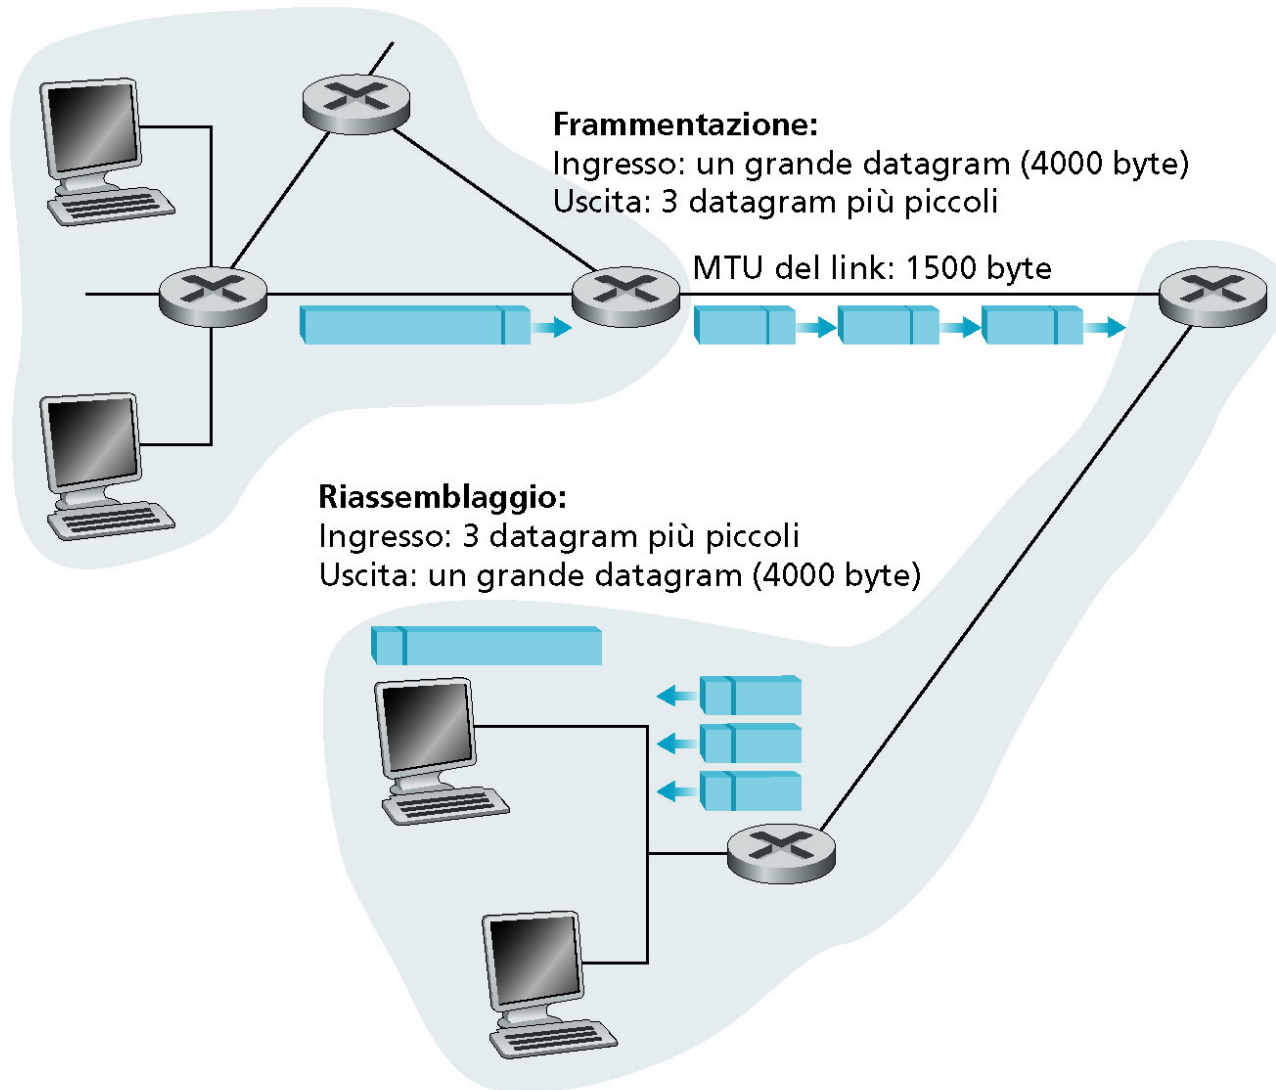 Frammentazione:
Ingresso: un grande datagram (4000 byte)
Uscita: 3 datagram più piccoli
MTU del link: 1500 byte
Riassemblaggio:
Ingresso: 3 datagram più piccoli
Uscita: un grande datagram (4000 byte)